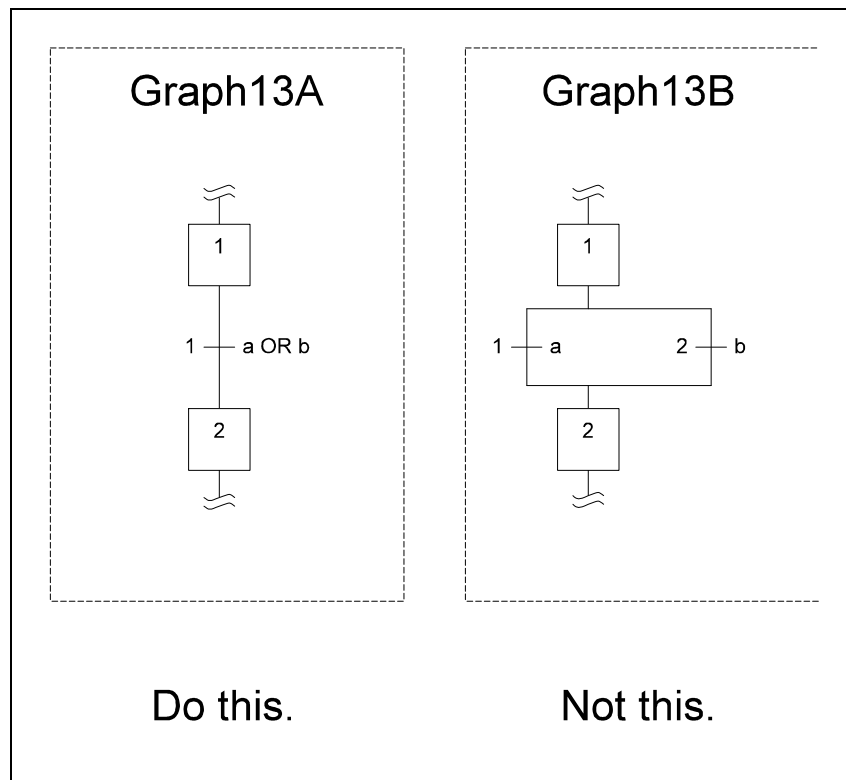 Graph13A
1
1 a OR b
2
Do this.
Graph13B
1
1 a 2 b
2
Not this.